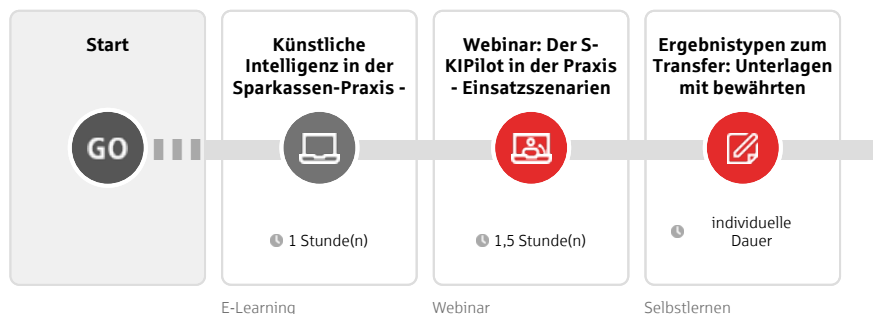 Start
GO
Künstliche
Intelligenz in der
Sparkassen-Praxis -
1 Stunde(n)
E-Learning
Webinar: Der S-
KIPilot in der Praxis
- Einsatzszenarien
1,5 Stunde(n)
Webinar
Ergebnistypen zum
Transfer: Unterlagen
mit bewährten
individuelle
Dauer
Selbstlernen